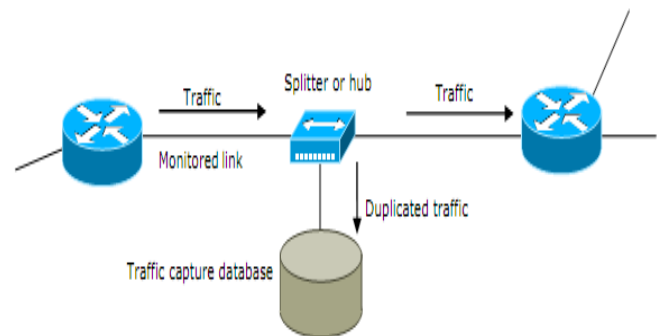 Splitter or hub
Traffic
Traffic
Monitored link
Duplicated traffic
Traffic capture database